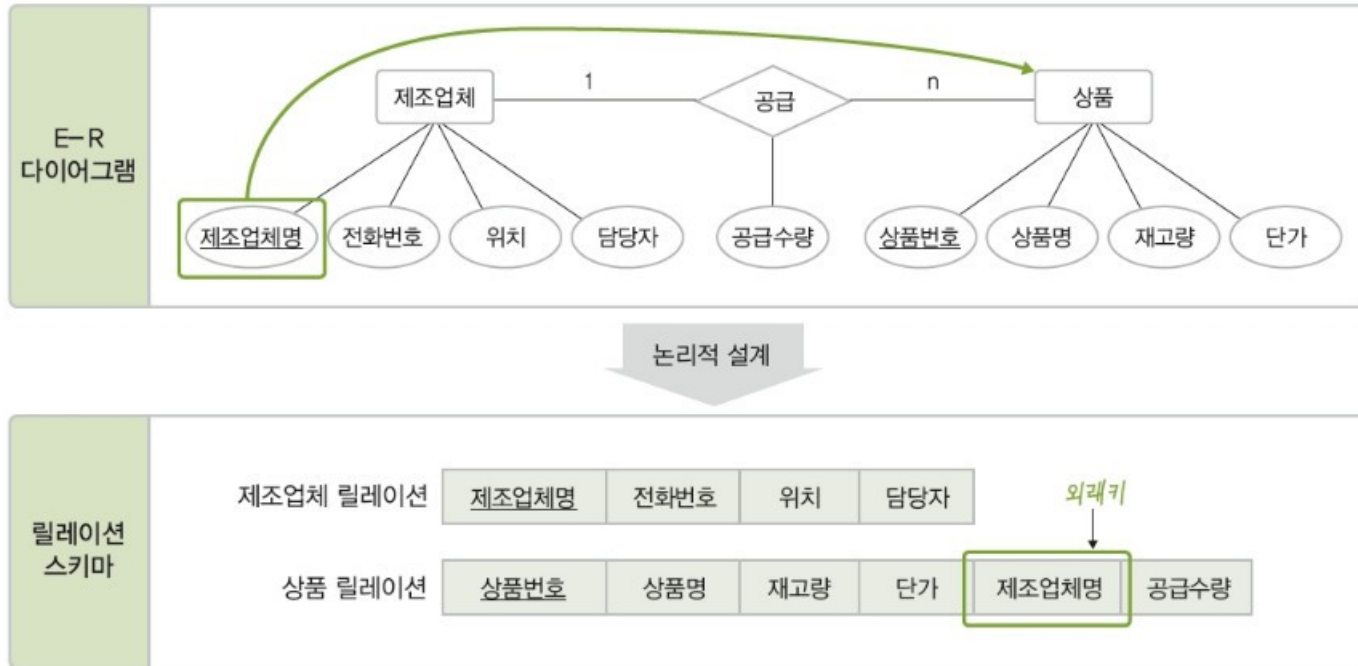 E-R
다이어그램
제조업체
1
공급
n
상품
제조업체명
전화번호
위치
담당자
공급수량
상품번호
상품명
재고량
단가
논리적 설계
릴레이션
스키마
제조업체 릴레이션
제조업체명
전화번호
위치
담당자
외래키
상품 릴레이션
상품번호
상품명
재고량
단가
제조업체명
공급수량